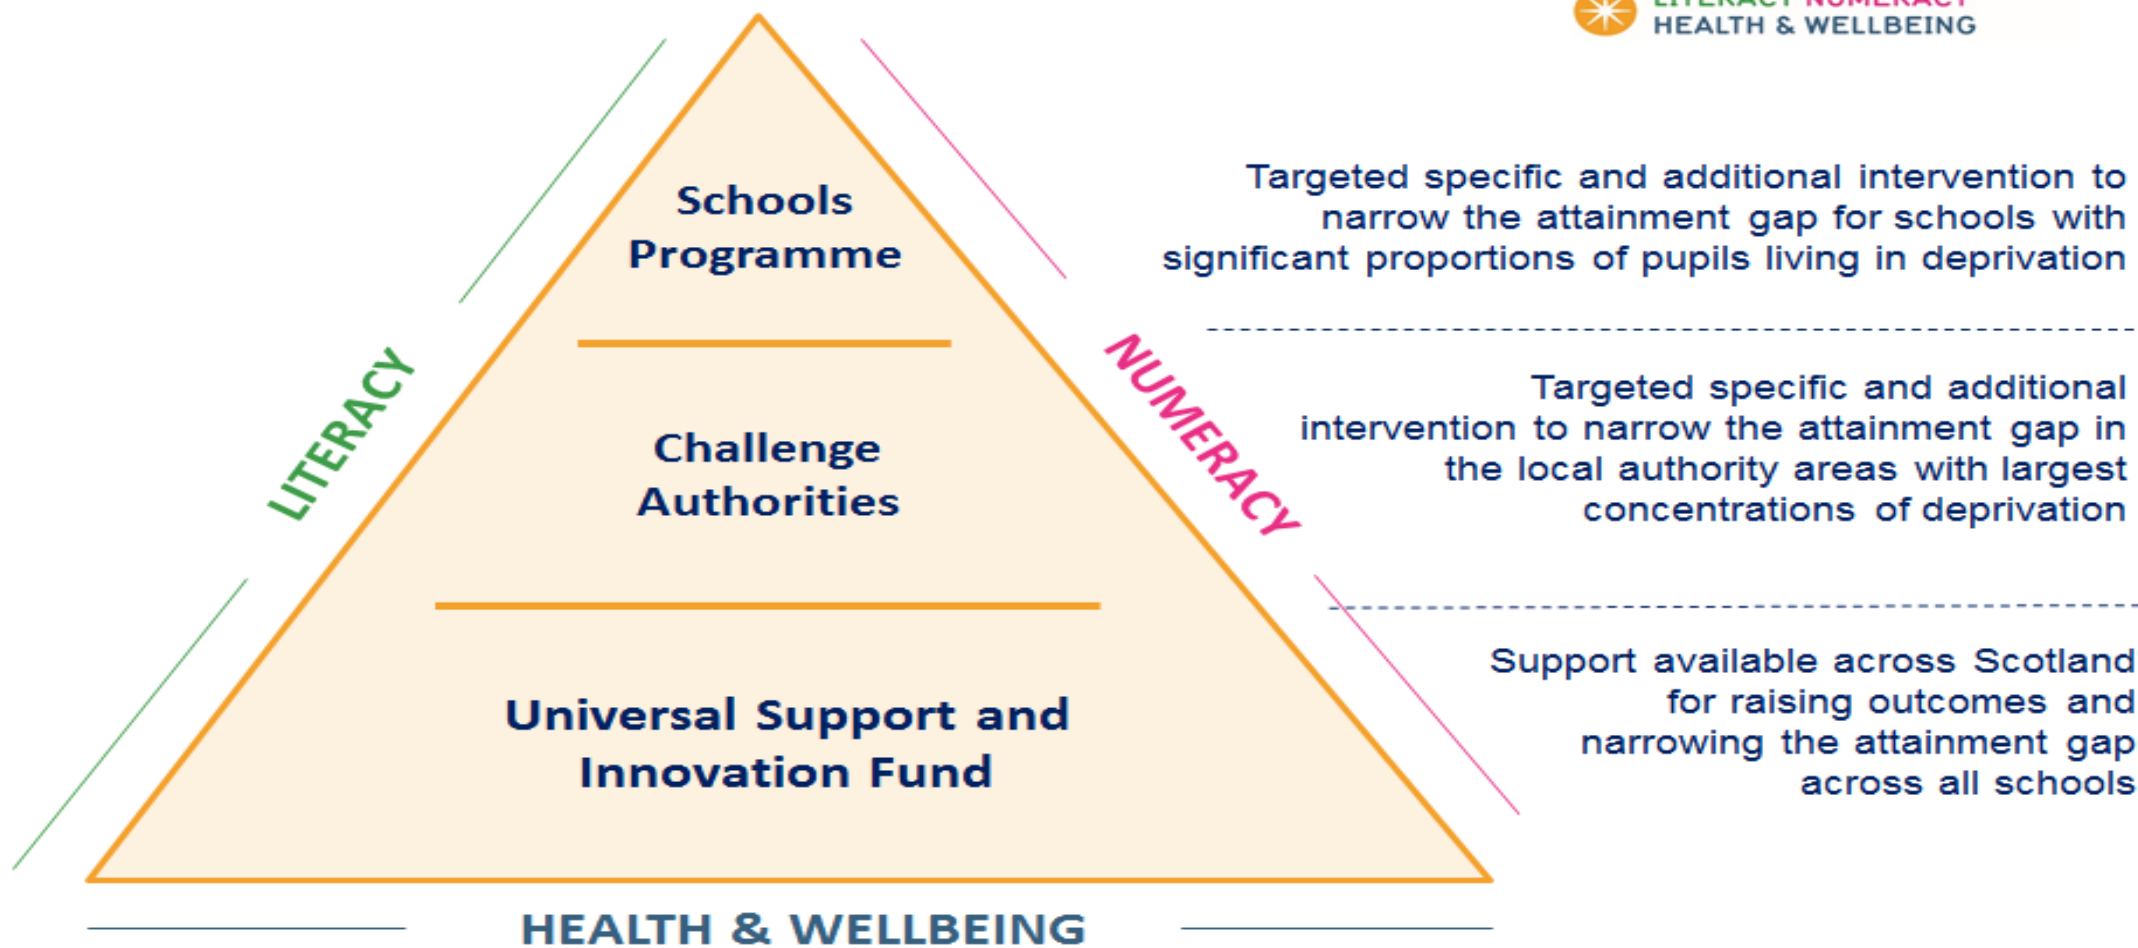 LITERACY NUMERACY
HEALTH & WELLBEING
Schools
Programme
Targeted specific and additional intervention to
narrow the attainment gap for schools with
significant proportions of pupils living in deprivation
LITERACY
NUMERACY
Challenge
Authorities
Targeted specific and additional
intervention to narrow the attainment gap in
the local authority areas with largest
concentrations of deprivation
Universal Support and
Innovation Fund
Support available across Scotland
for raising outcomes and
narrowing the attainment gap
across all schools
HEALTH & WELLBEING